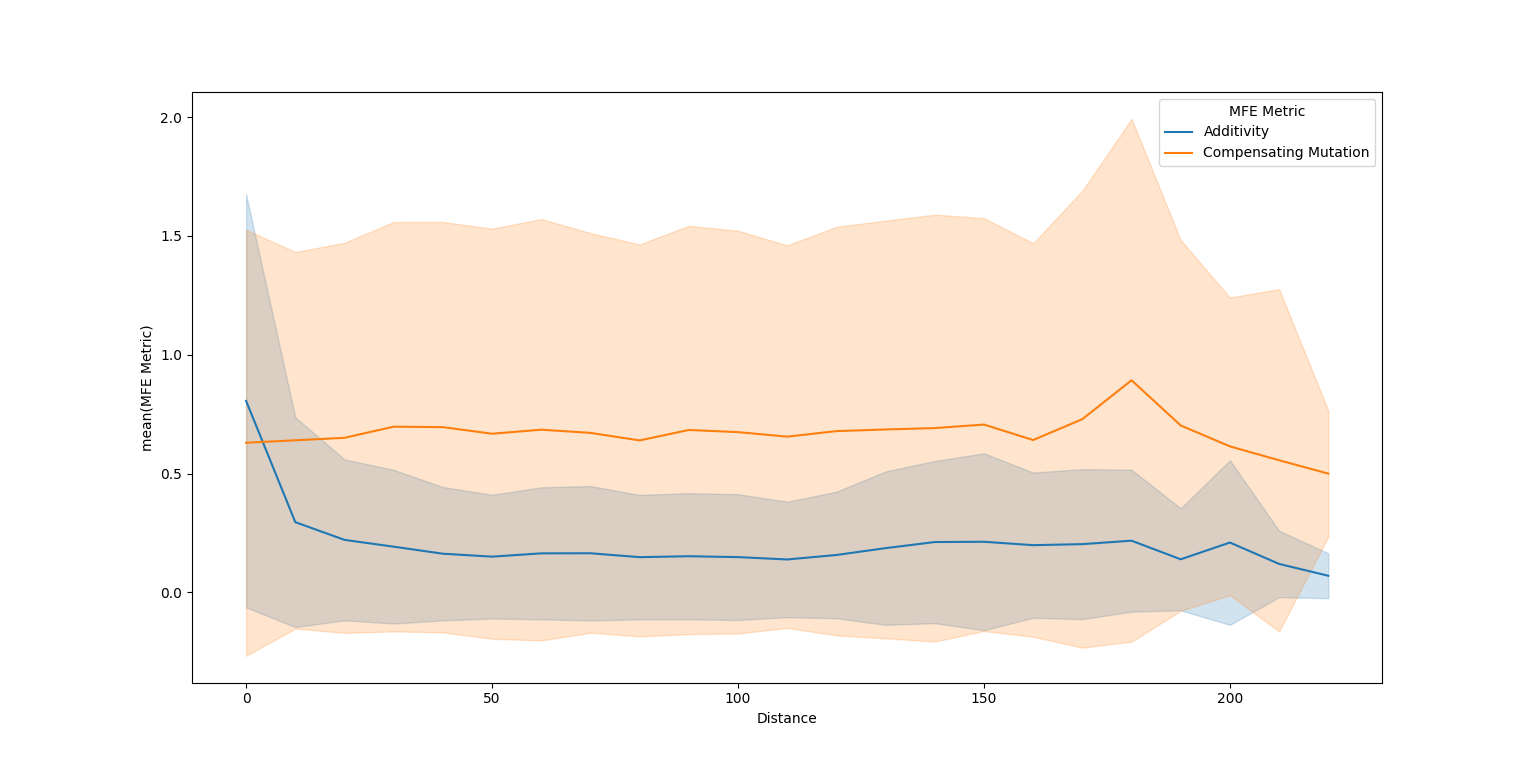 MFE Metric
Additivity
Compensating Mutation
mean(MFE Metric)
2.0
1.5
1.0
0.5
0.0
0 50 100 150 200
Distance